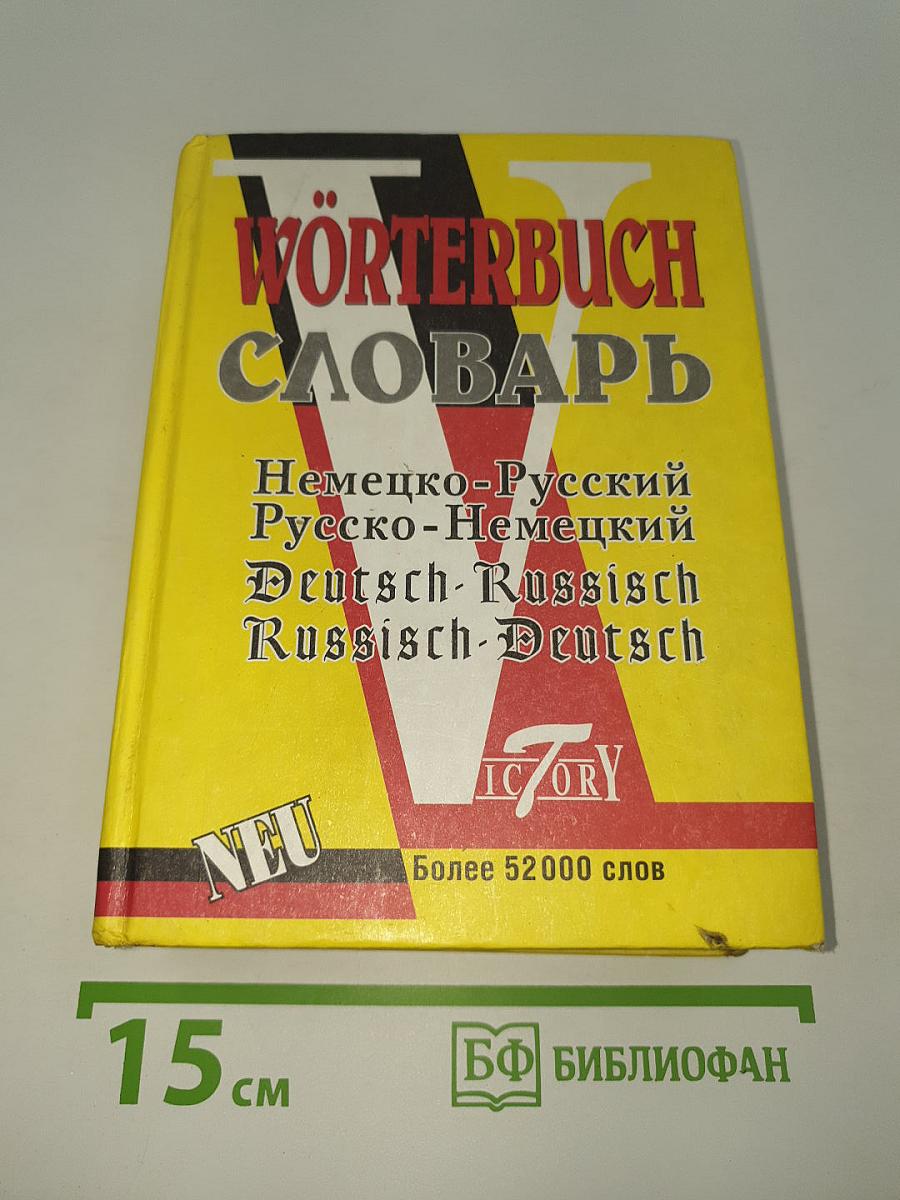 WÖRTERBUCH
СЛОВАРЬ
Немецко-Русский
Русско-Немецкий
Deutsch-Russisch
Russisch-Deutsch
VICTORY
NEU
Более 52000 слов
15 см
БФ БИБЛИОФАН